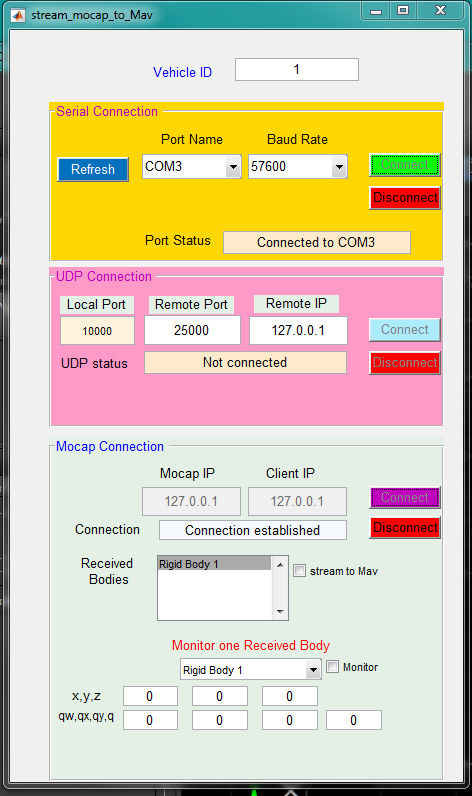 stream_mocap_to_Mav
Vehicle ID 1
Serial Connection
Port Name Baud Rate
Refresh COM3 57600 Connect
Disconnect
Port Status Connected to COM3
UDP Connection
Local Port Remote Port Remote IP
10000 25000 127.0.0.1 Connect
UDP status Not connected Disconnect
Mocap Connection
Mocap IP Client IP
127.0.0.1 127.0.0.1 Connect
Connection Connection established Disconnect
Received Bodies Rigid Body 1 stream to Mav
Monitor one Received Body
Rigid Body 1 Monitor
x,y,z 0 0 0
qw,qx,qy,q 0 0 0 0